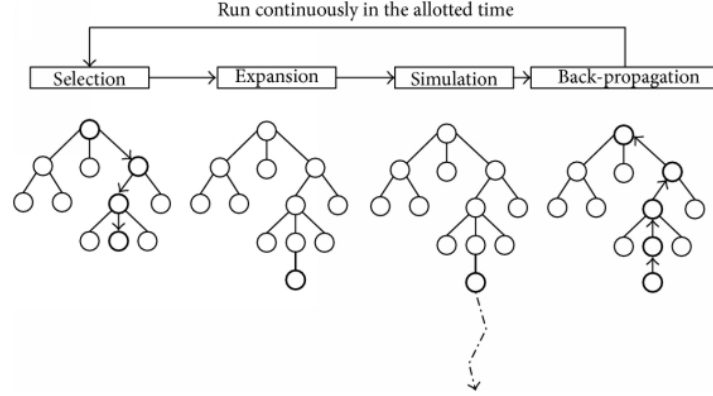 Run continuously in the allotted time
Selection
Expansion
Simulation
Back-propagation